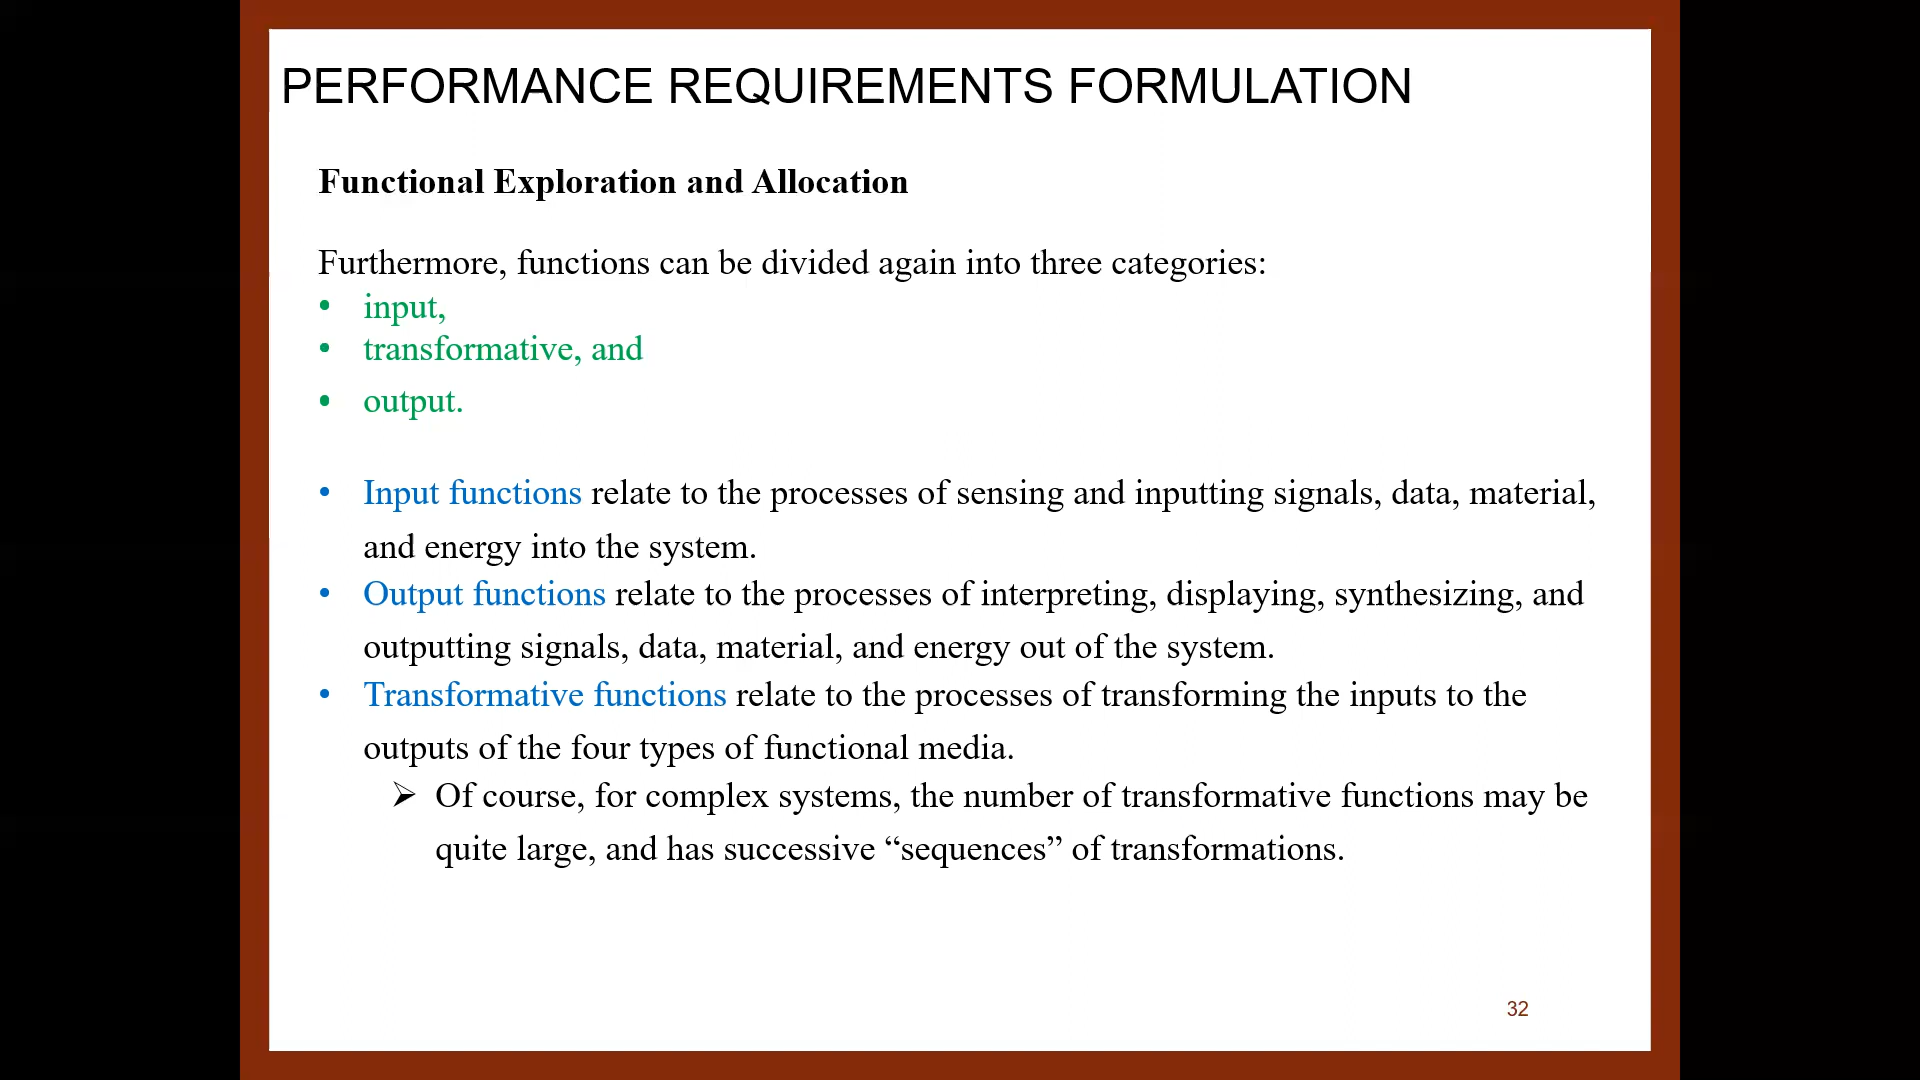 PERFORMANCE REQUIREMENTS FORMULATION
Functional Exploration and Allocation
Furthermore, functions can be divided again into three categories:
• input,
• transformative, and
• output.
• Input functions relate to the processes of sensing and inputting signals, data, material,
and energy into the system.
• Output functions relate to the processes of interpreting, displaying, synthesizing, and
outputting signals, data, material, and energy out of the system.
• Transformative functions relate to the processes of transforming the inputs to the
outputs of the four types of functional media.
➢ Of course, for complex systems, the number of transformative functions may be
quite large, and has successive “sequences” of transformations.
32